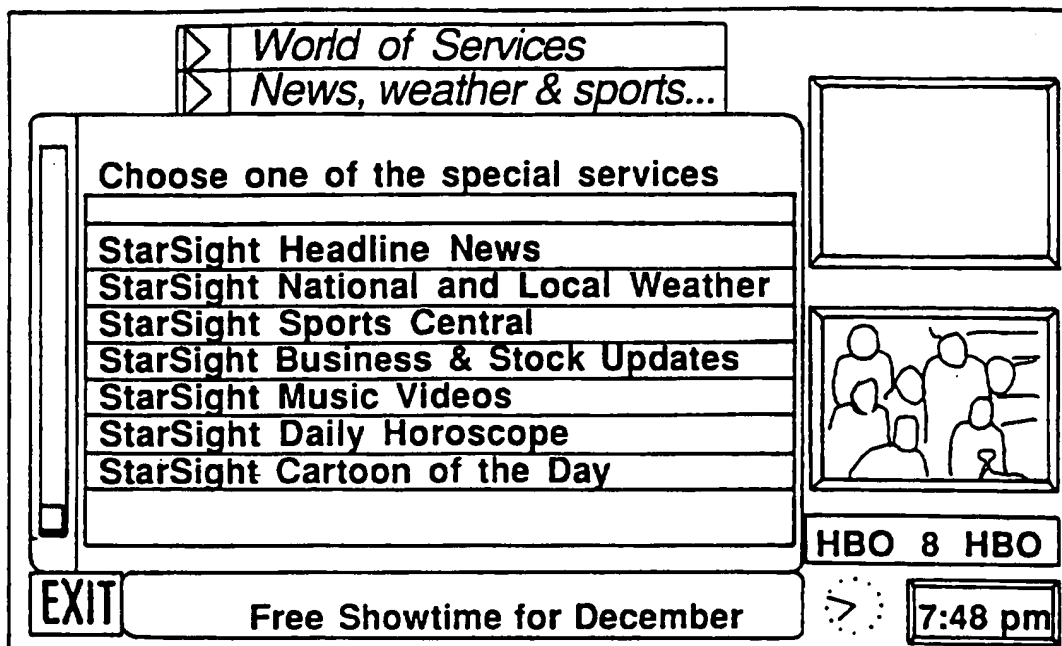 World of Services
News, weather & sports...
Choose one of the special services
StarSight Headline News
StarSight National and Local Weather
StarSight Sports Central
StarSight Business & Stock Updates
StarSight Music Videos
StarSight Daily Horoscope
StarSight Cartoon of the Day
HBO 8 HBO
EXIT
Free Showtime for December
7:48 pm